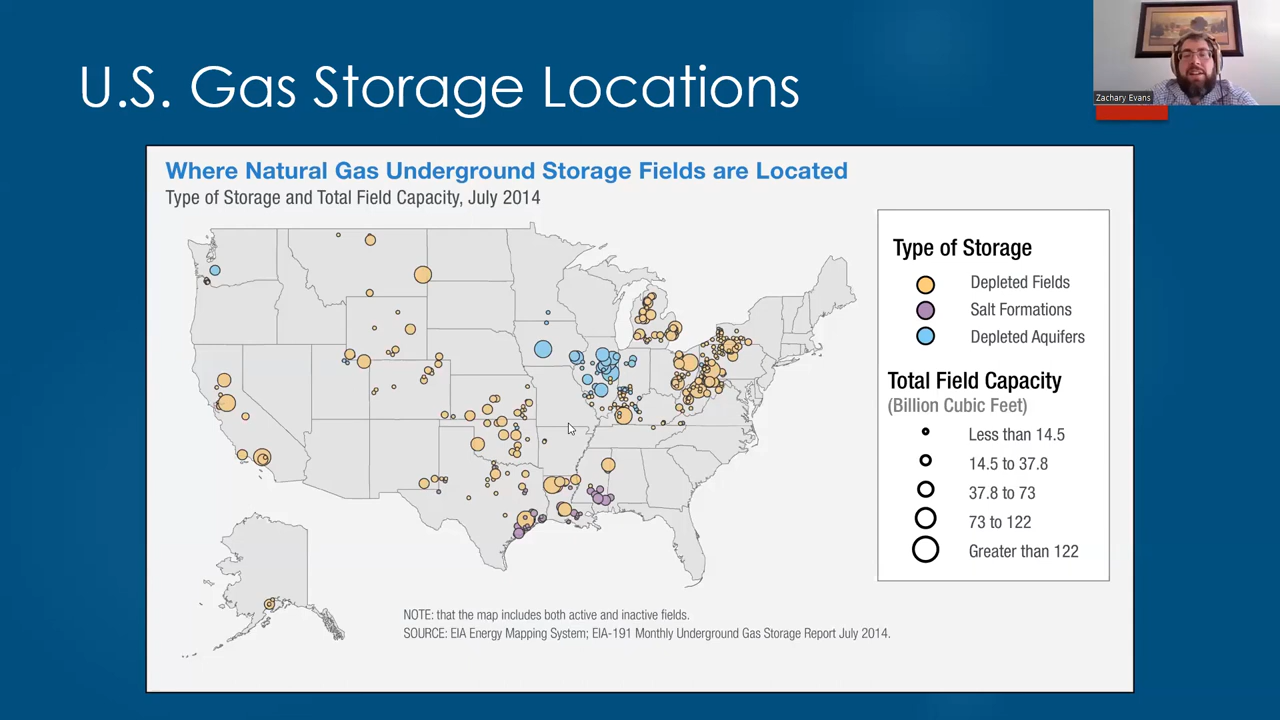 U.S. Gas Storage Locations
Zachary Evans
Where Natural Gas Underground Storage Fields are Located
Type of Storage and Total Field Capacity, July 2014
Type of Storage
Depleted Fields
Salt Formations
Depleted Aquifers
Total Field Capacity
(Billion Cubic Feet)
Less than 14.5
14.5 to 37.8
37.8 to 73
73 to 122
Greater than 122
NOTE: that the map includes both active and inactive fields.
SOURCE: EIA Energy Mapping System; EIA-191 Monthly Underground Gas Storage Report July 2014.